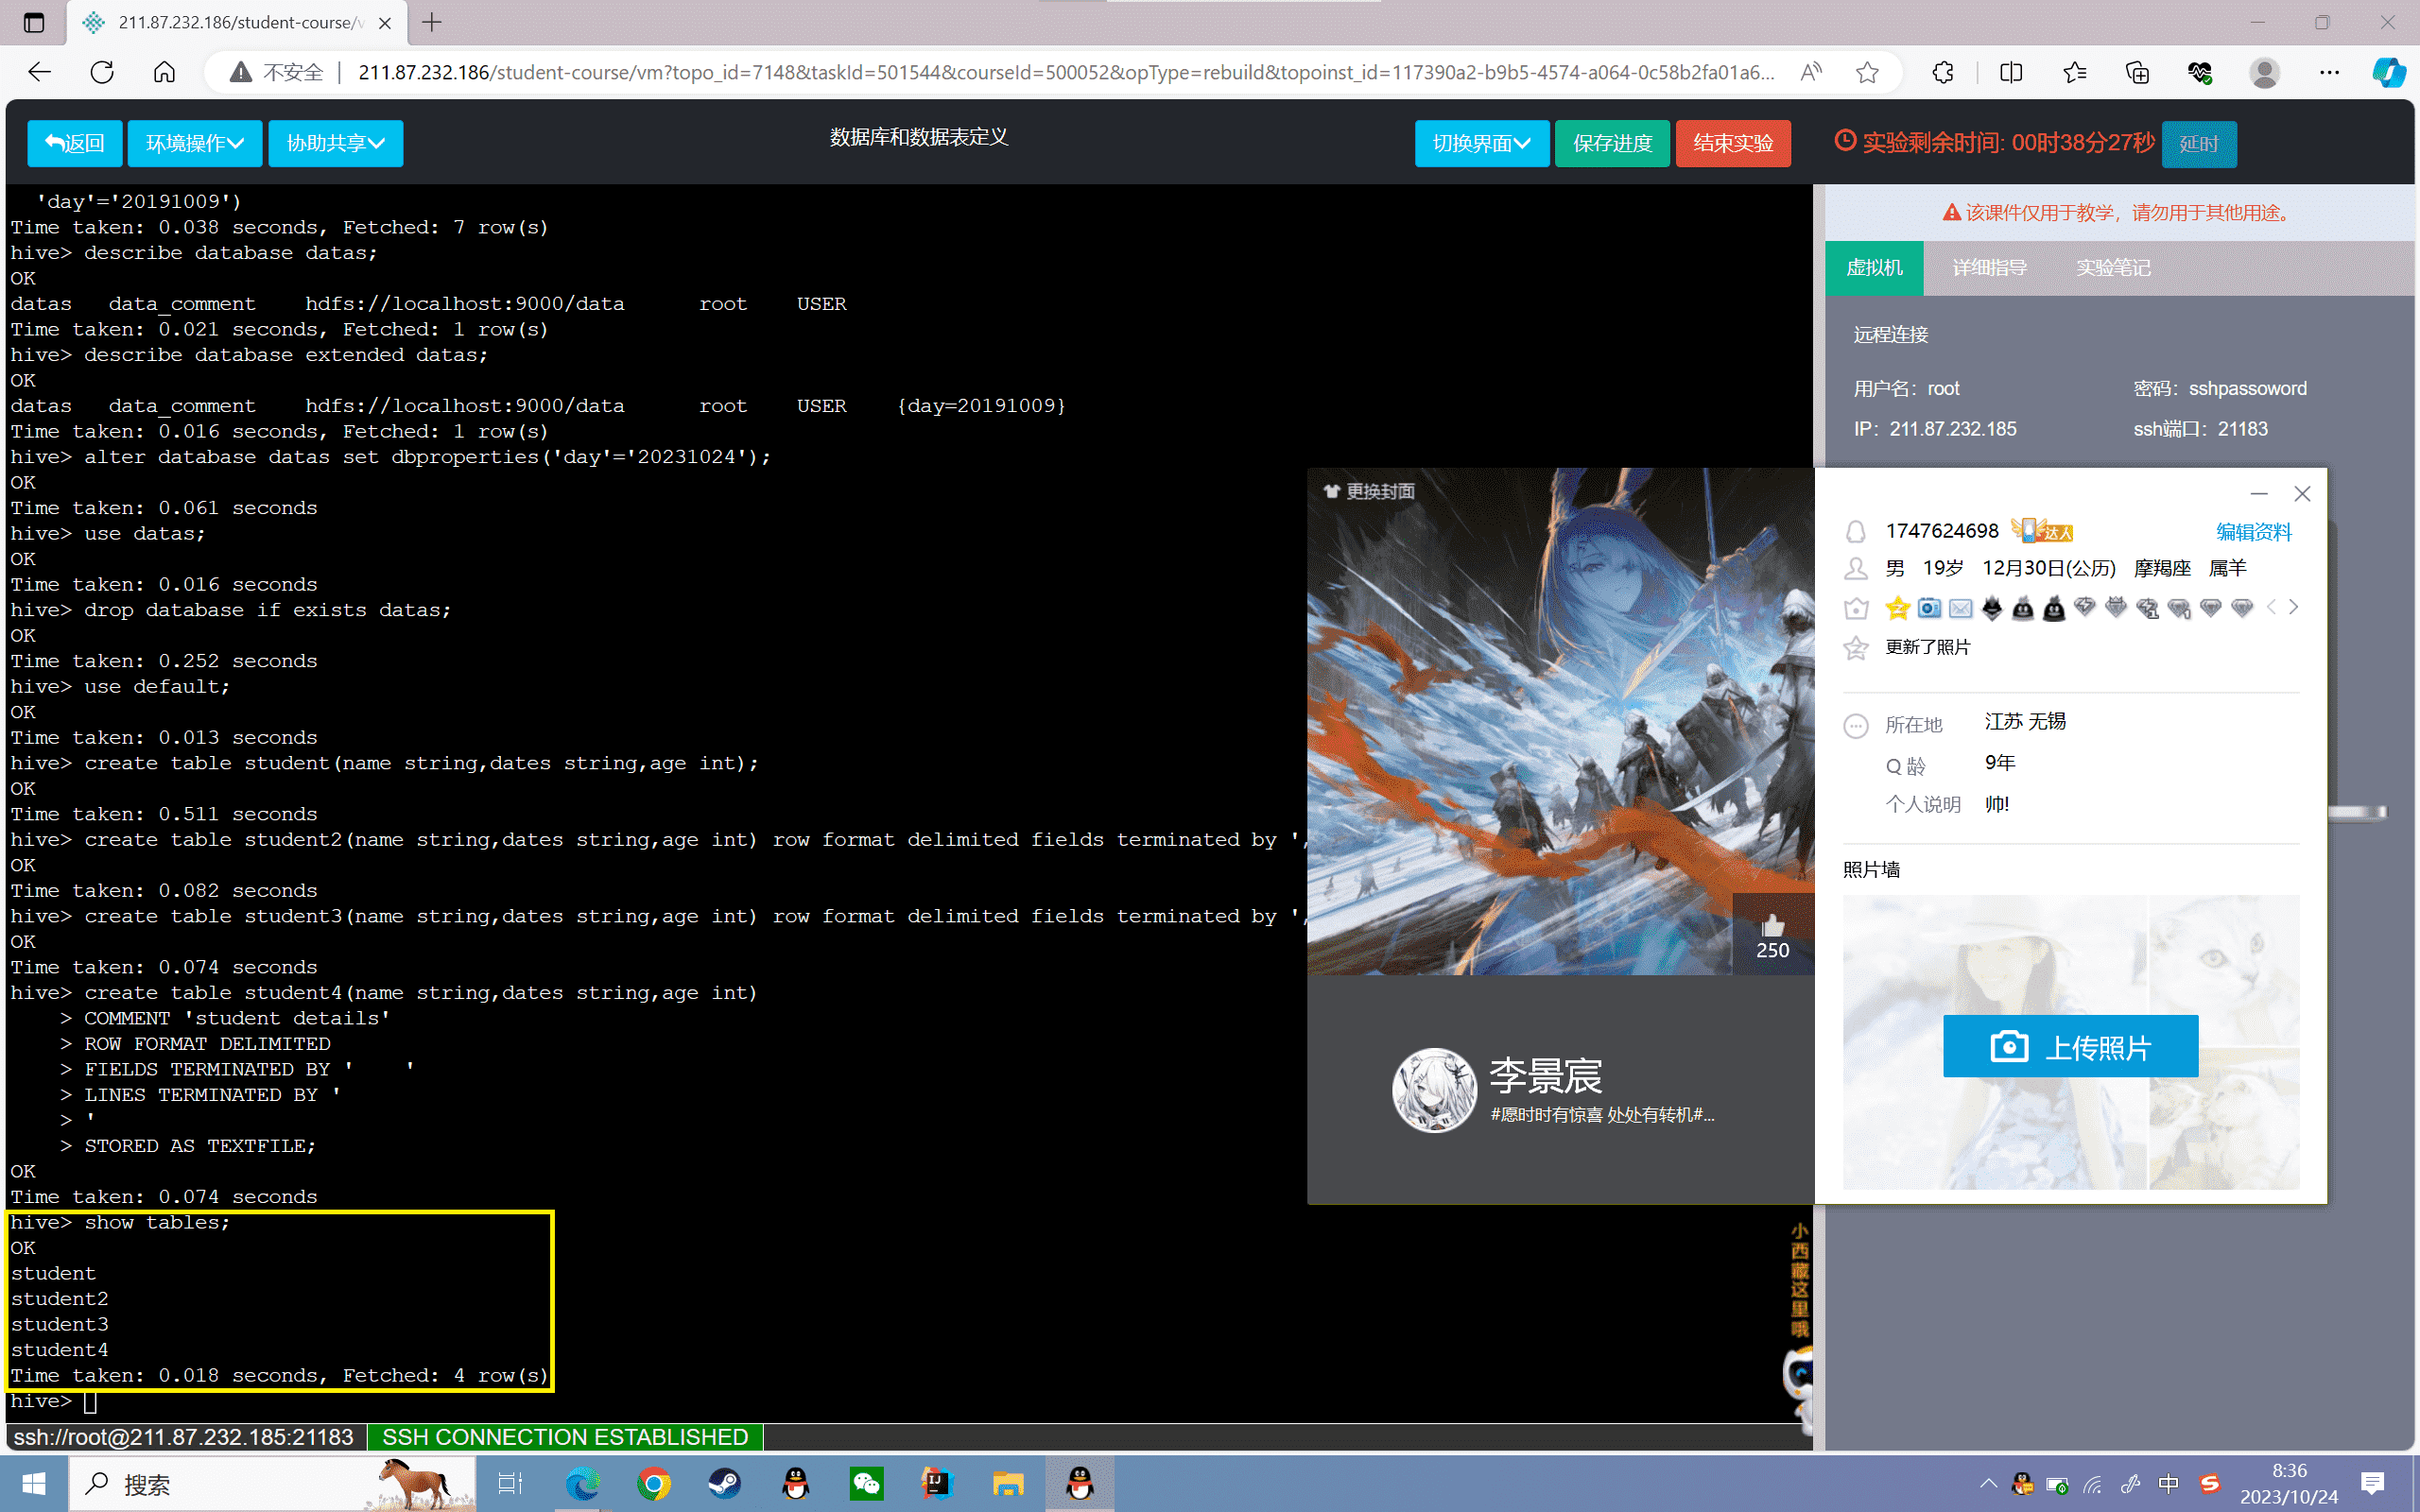 211.87.232.186/student-course/v
不安全 211.87.232.186/student-course/vm?topo_id=7148&taskId=501544&courseId=500052&opType=rebuild&topoinst_id=117390a2-b9b5-4574-a064-0c58b2fa01a6...
返回 环境操作 协助共享 数据库和数据表定义 切换界面 保存进度 结束实验 实验剩余时间: 00时38分27秒 延时
'day'='20191009')
Time taken: 0.038 seconds, Fetched: 7 row(s)
hive> describe database datas;
OK
datas data_comment hdfs://localhost:9000/data root USER
Time taken: 0.021 seconds, Fetched: 1 row(s)
hive> describe database extended datas;
OK
datas data_comment hdfs://localhost:9000/data root USER {day=20191009}
Time taken: 0.016 seconds, Fetched: 1 row(s)
hive> alter database datas set dbproperties('day'='20231024');
OK
Time taken: 0.061 seconds
hive> use datas;
OK
Time taken: 0.016 seconds
hive> drop database if exists datas;
OK
Time taken: 0.252 seconds
hive> use default;
OK
Time taken: 0.013 seconds
hive> create table student(name string,dates string,age int);
OK
Time taken: 0.511 seconds
hive> create table student2(name string,dates string,age int) row format delimited fields terminated by ',
OK
Time taken: 0.082 seconds
hive> create table student3(name string,dates string,age int) row format delimited fields terminated by ',
OK
Time taken: 0.074 seconds
hive> create table student4(name string,dates string,age int)
> COMMENT 'student details'
> ROW FORMAT DELIMITED
> FIELDS TERMINATED BY '    '
> LINES TERMINATED BY '
> '
> STORED AS TEXTFILE;
OK
Time taken: 0.074 seconds
hive> show tables;
OK
student
student2
student3
student4
Time taken: 0.018 seconds, Fetched: 4 row(s)
hive>
ssh://root@211.87.232.185:21183 SSH CONNECTION ESTABLISHED
该课件仅用于教学，请勿用于其他用途。
虚拟机 详细指导 实验笔记
远程连接
用户名：root 密码：sshpassoword
IP：211.87.232.185 ssh端口：21183
更换封面
250
李景宸
#愿时时有惊喜 处处有转机#...
1747624698 达人 编辑资料
男 19岁 12月30日(公历) 摩羯座 属羊
更新了照片
所在地 江苏 无锡
Q 龄 9年
个人说明 帅!
照片墙
上传照片
小西藏这里哦
搜索
中
8:36
2023/10/24